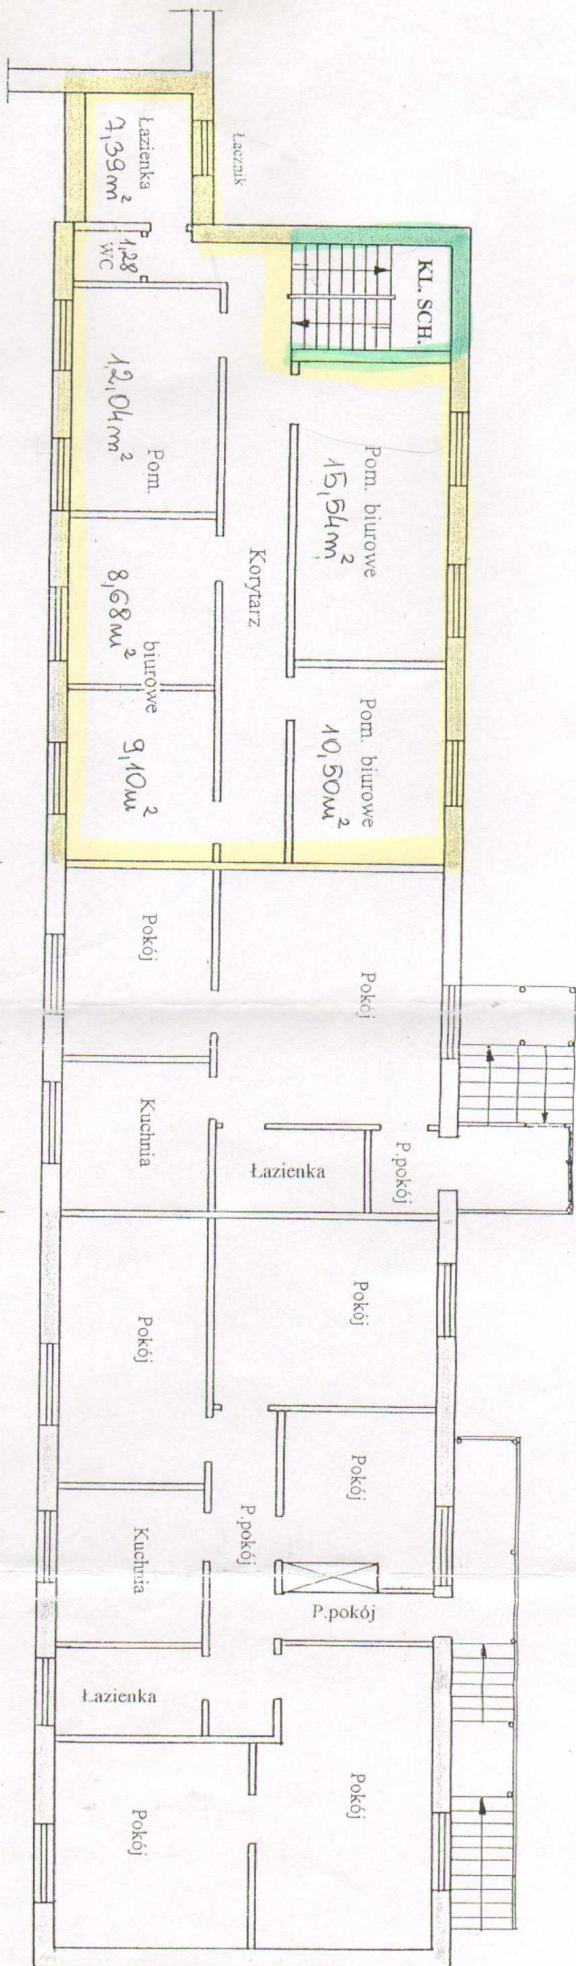 Łącznik
Łazienka
7,39m²
1,28
WC
KL. SCH.
Pom.
12,04m²
Pom. biurowe
15,54m²
Korytarz
biurowe
8,68m²
9,10m²
Pom. biurowe
10,50m²
Pokój
Pokój
Kuchnia
Łazienka
P.pokój
Pokój
Pokój
Pokój
P.pokój
Kuchnia
P.pokój
Łazienka
Pokój
Pokój